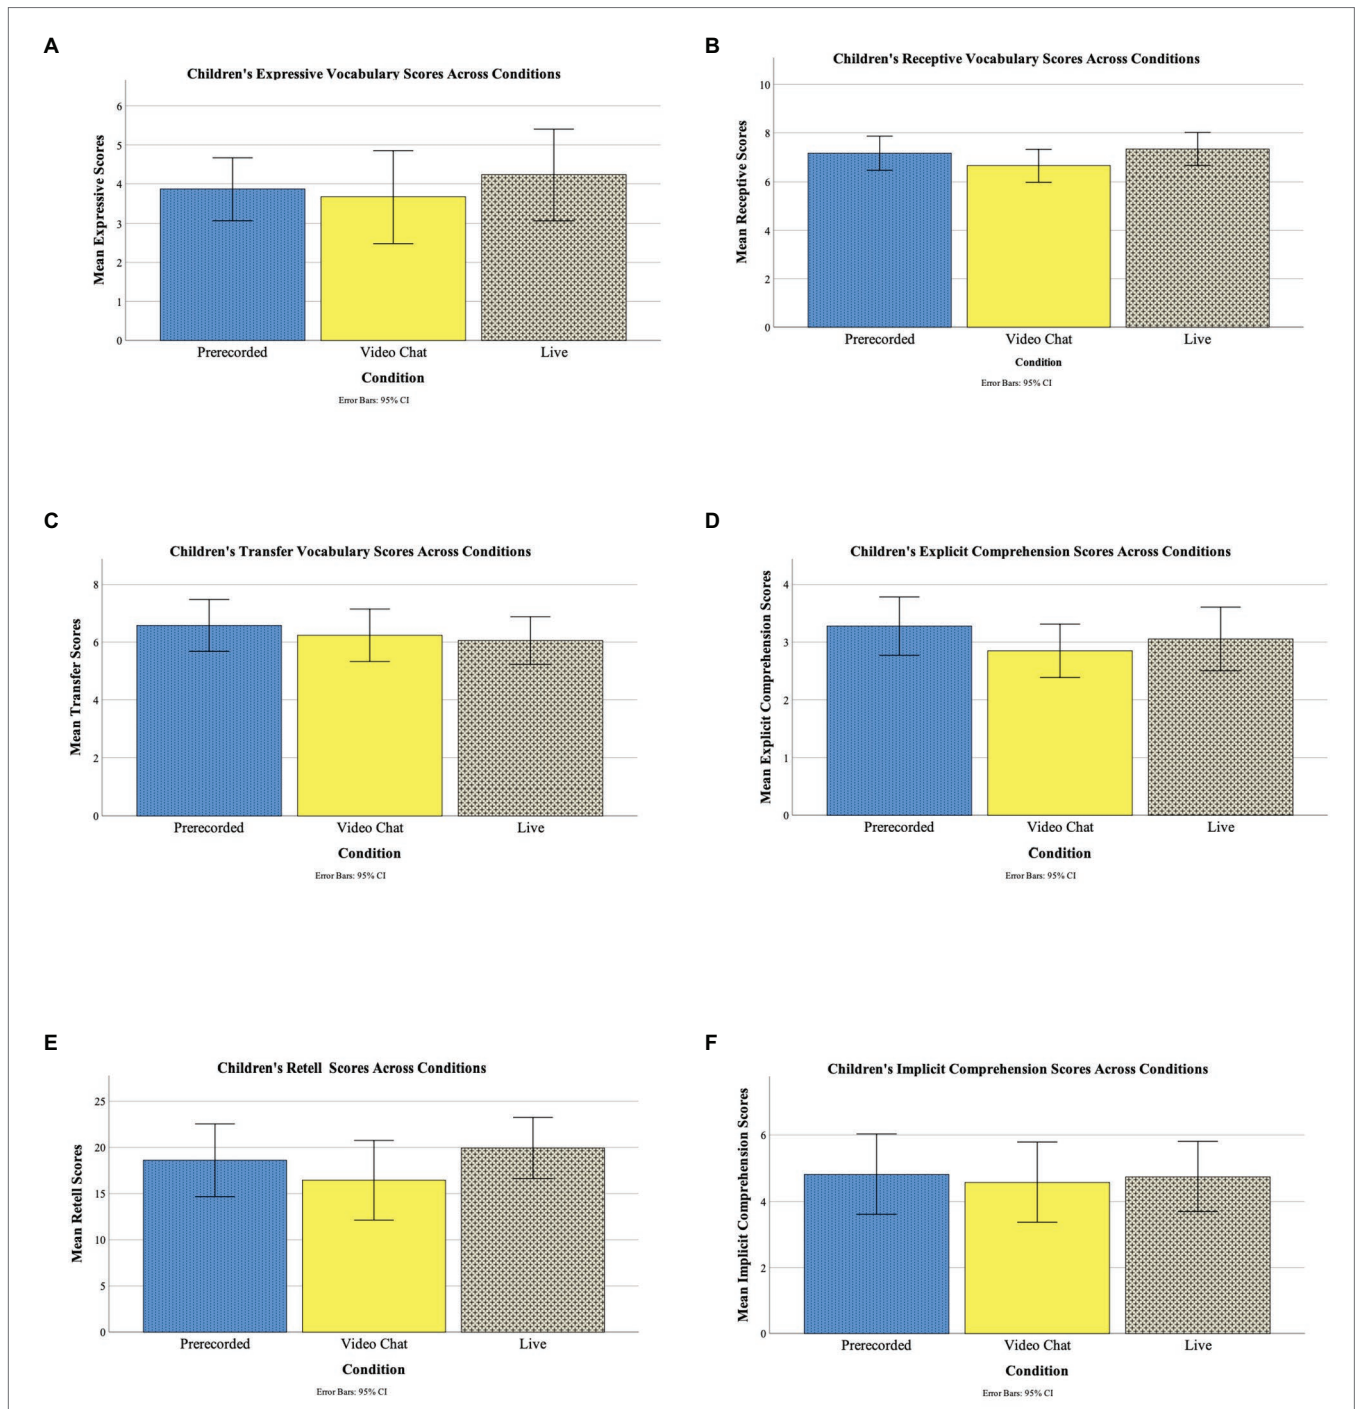 A
Children's Expressive Vocabulary Scores Across Conditions
Mean Expressive Scores
6
5
4
3
2
1
0
Prerecorded Video Chat Live
Condition
Error Bars: 95% CI
B
Children's Receptive Vocabulary Scores Across Conditions
Mean Receptive Scores
10
8
6
4
2
0
Prerecorded Video Chat Live
Condition
Error Bars: 95% CI
C
Children's Transfer Vocabulary Scores Across Conditions
Mean Transfer Scores
8
6
4
2
0
Prerecorded Video Chat Live
Condition
Error Bars: 95% CI
D
Children's Explicit Comprehension Scores Across Conditions
Mean Explicit Comprehension Scores
4
3
2
1
0
Prerecorded Video Chat Live
Condition
Error Bars: 95% CI
E
Children's Retell Scores Across Conditions
Mean Retell Scores
25
20
15
10
5
0
Prerecorded Video Chat Live
Condition
Error Bars: 95% CI
F
Children's Implicit Comprehension Scores Across Conditions
Mean Implicit Comprehension Scores
6
4
2
0
Prerecorded Video Chat Live
Condition
Error Bars: 95% CI